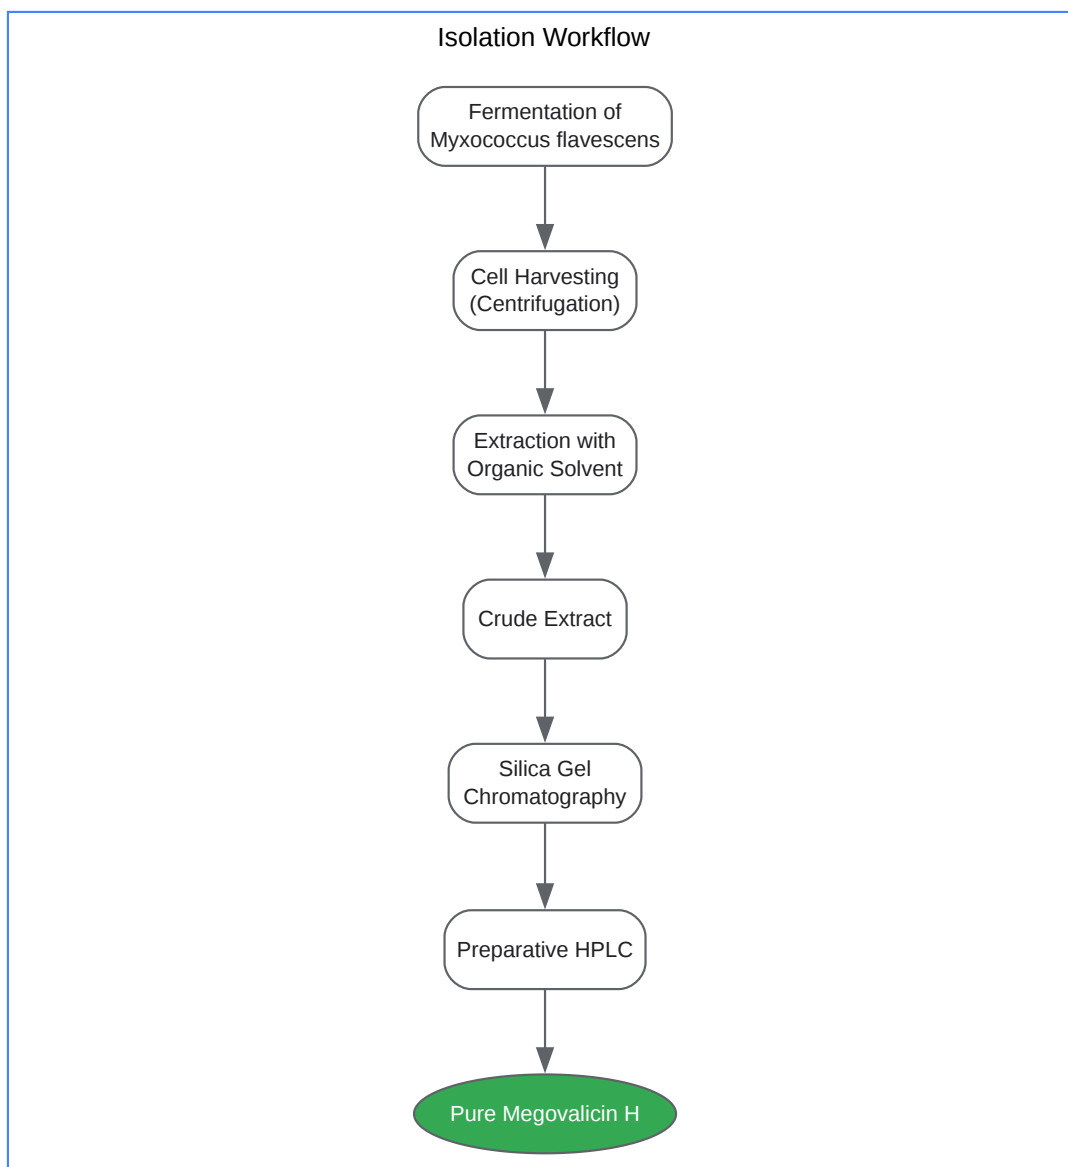 Isolation Workflow
Fermentation of
Myxococcus flavescens
Cell Harvesting
(Centrifugation)
Extraction with
Organic Solvent
Crude Extract
Silica Gel
Chromatography
Preparative HPLC
Pure Megovalicin H